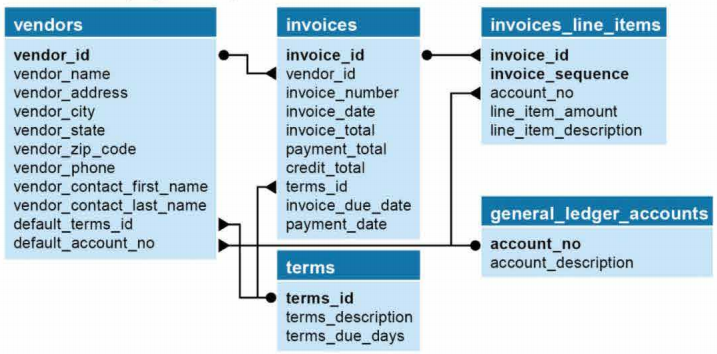 vendors
vendor_id
vendor_name
vendor_address
vendor_city
vendor_state
vendor_zip_code
vendor_phone
vendor_contact_first_name
vendor_contact_last_name
default_terms_id
default_account_no
invoices
invoice_id
vendor_id
invoice_number
invoice_date
invoice_total
payment_total
credit_total
terms_id
invoice_due_date
payment_date
terms
terms_id
terms_description
terms_due_days
invoices_line_items
invoice_id
invoice_sequence
account_no
line_item_amount
line_item_description
general_ledger_accounts
account_no
account_description